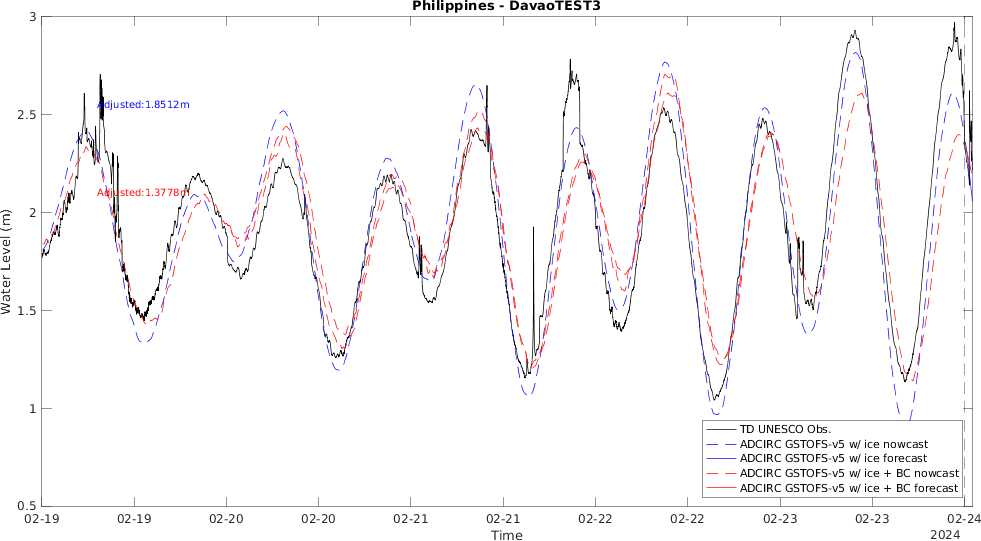 Philippines - DavaoTEST3
3
2.5
2
1.5
1
0.5
Water Level (m)
Adjusted:1.8512m
Adjusted:1.3778m
TD UNESCO Obs.
ADCIRC GSTOFS-v5 w/ ice nowcast
ADCIRC GSTOFS-v5 w/ ice forecast
ADCIRC GSTOFS-v5 w/ ice + BC nowcast
ADCIRC GSTOFS-v5 w/ ice + BC forecast
02-19 02-19 02-20 02-20 02-21 02-21 02-22 02-22 02-23 02-23 02-24
Time
2024